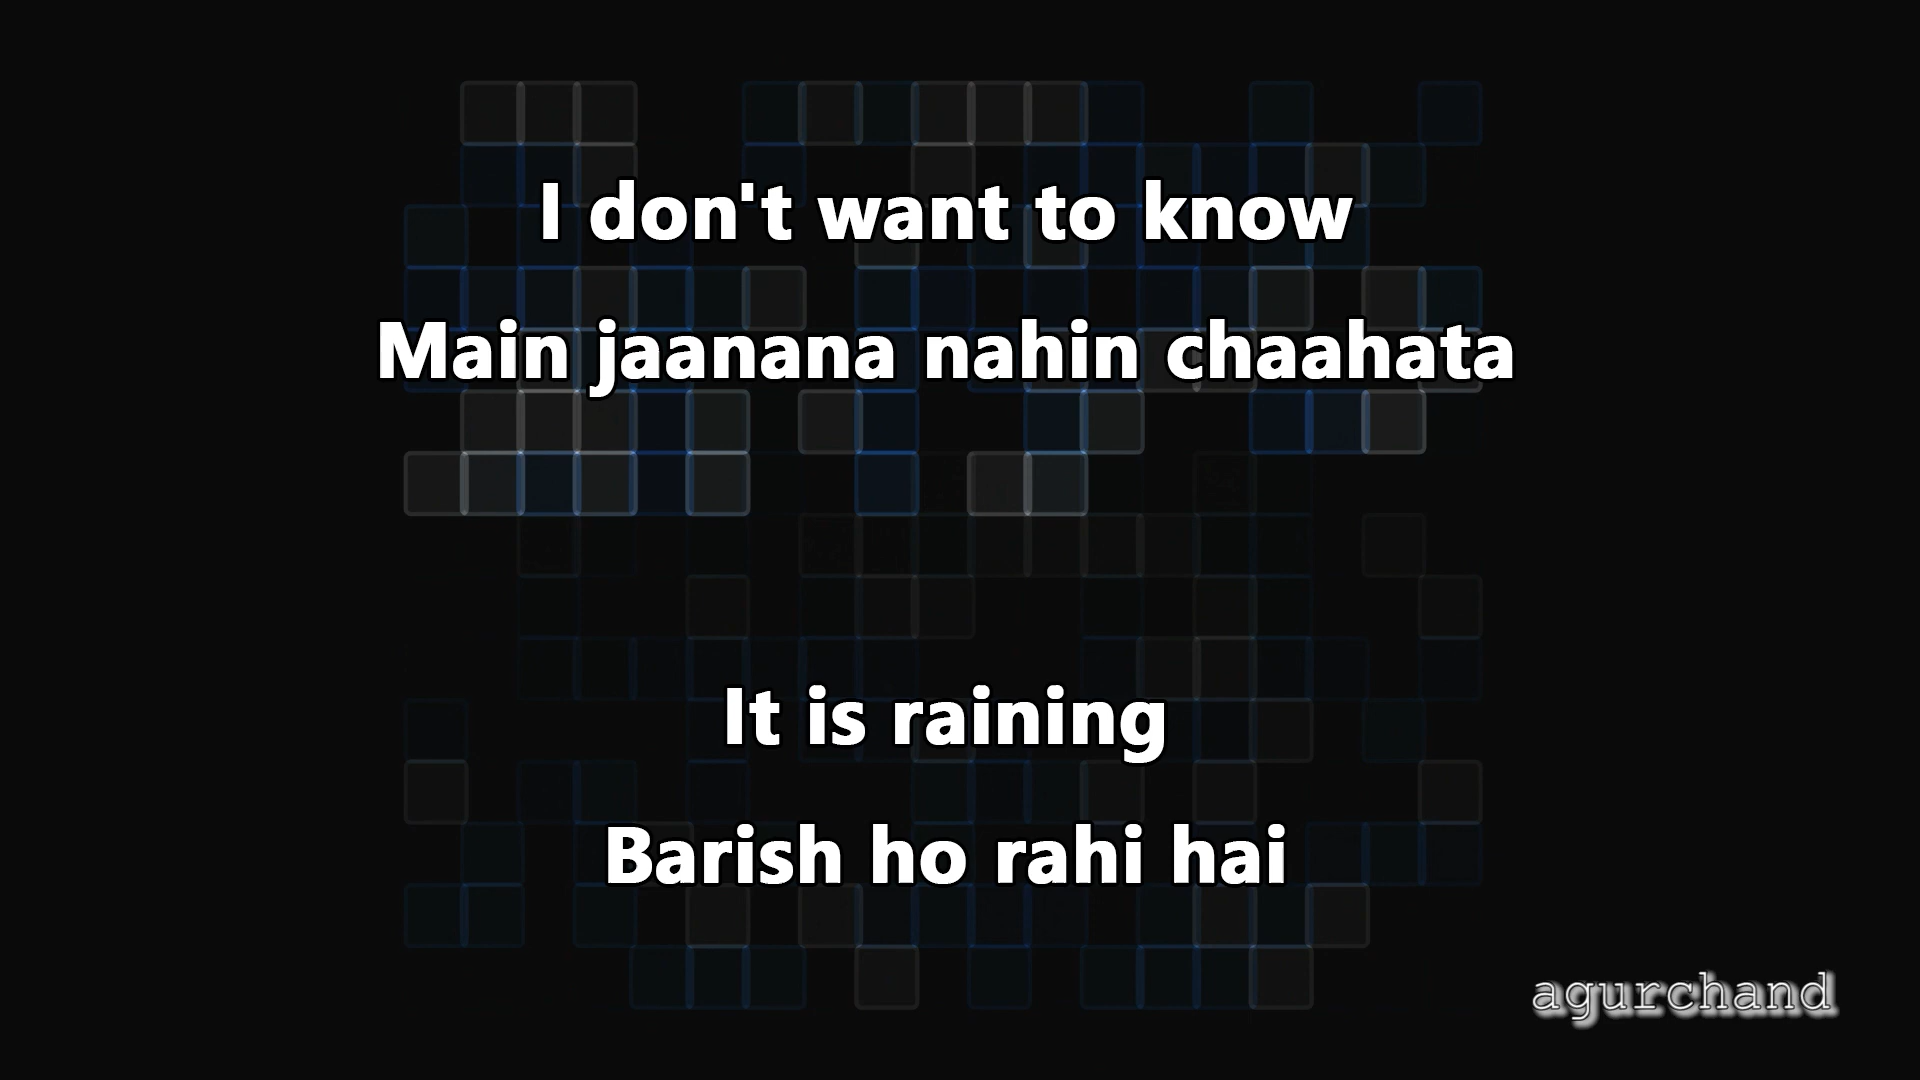 I don't want to know
Main jaanana nahin chaahata
It is raining
Barish ho rahi hai
agurchand